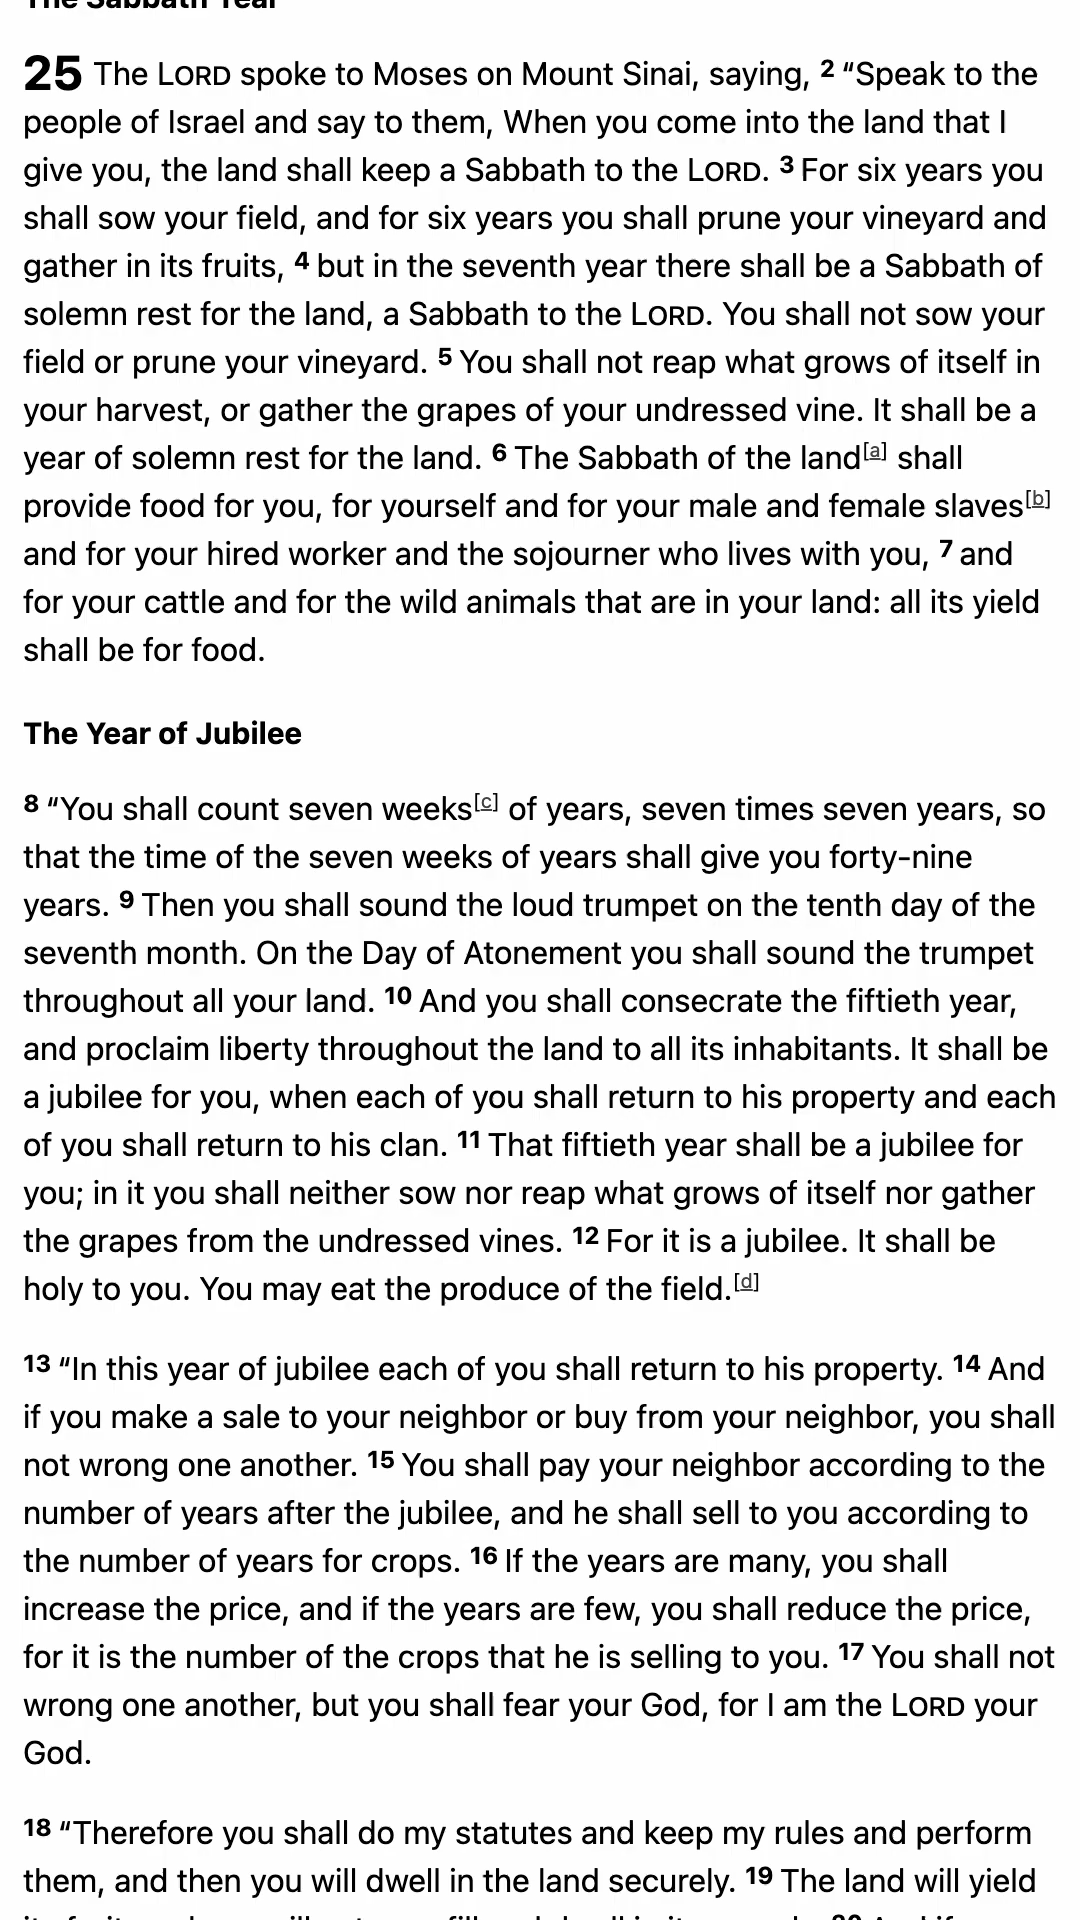 The Sabbath Year
25 The LORD spoke to Moses on Mount Sinai, saying, 2 “Speak to the
people of Israel and say to them, When you come into the land that I
give you, the land shall keep a Sabbath to the LORD. 3 For six years you
shall sow your field, and for six years you shall prune your vineyard and
gather in its fruits, 4 but in the seventh year there shall be a Sabbath of
solemn rest for the land, a Sabbath to the LORD. You shall not sow your
field or prune your vineyard. 5 You shall not reap what grows of itself in
your harvest, or gather the grapes of your undressed vine. It shall be a
year of solemn rest for the land. 6 The Sabbath of the land[a] shall
provide food for you, for yourself and for your male and female slaves[b]
and for your hired worker and the sojourner who lives with you, 7 and
for your cattle and for the wild animals that are in your land: all its yield
shall be for food.
The Year of Jubilee
8 “You shall count seven weeks[c] of years, seven times seven years, so
that the time of the seven weeks of years shall give you forty-nine
years. 9 Then you shall sound the loud trumpet on the tenth day of the
seventh month. On the Day of Atonement you shall sound the trumpet
throughout all your land. 10 And you shall consecrate the fiftieth year,
and proclaim liberty throughout the land to all its inhabitants. It shall be
a jubilee for you, when each of you shall return to his property and each
of you shall return to his clan. 11 That fiftieth year shall be a jubilee for
you; in it you shall neither sow nor reap what grows of itself nor gather
the grapes from the undressed vines. 12 For it is a jubilee. It shall be
holy to you. You may eat the produce of the field.[d]
13 “In this year of jubilee each of you shall return to his property. 14 And
if you make a sale to your neighbor or buy from your neighbor, you shall
not wrong one another. 15 You shall pay your neighbor according to the
number of years after the jubilee, and he shall sell to you according to
the number of years for crops. 16 If the years are many, you shall
increase the price, and if the years are few, you shall reduce the price,
for it is the number of the crops that he is selling to you. 17 You shall not
wrong one another, but you shall fear your God, for I am the LORD your
God.
18 “Therefore you shall do my statutes and keep my rules and perform
them, and then you will dwell in the land securely. 19 The land will yield